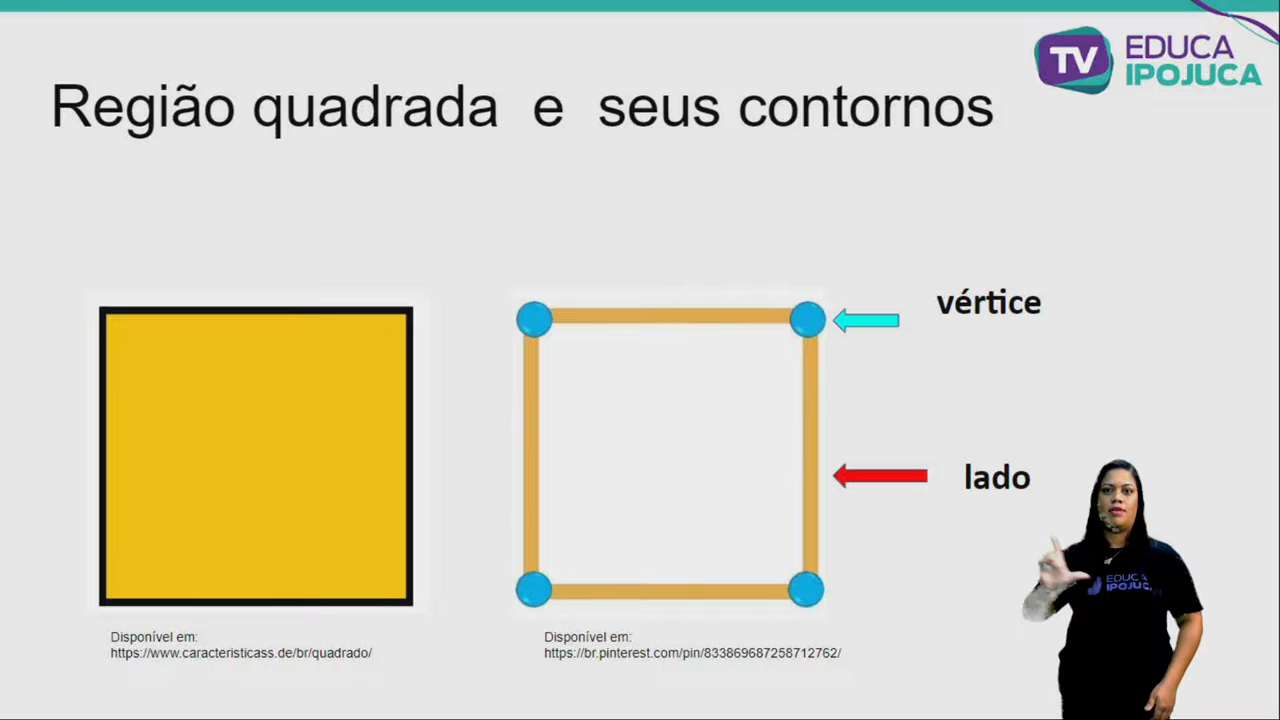 TV EDUCA
IPOJUCA
Região quadrada e seus contornos
vértice
lado
EDUCA
IPOJUCA
Disponível em:
https://www.caracteristicass.de/br/quadrado/
Disponível em:
https://br.pinterest.com/pin/833869687258712762/